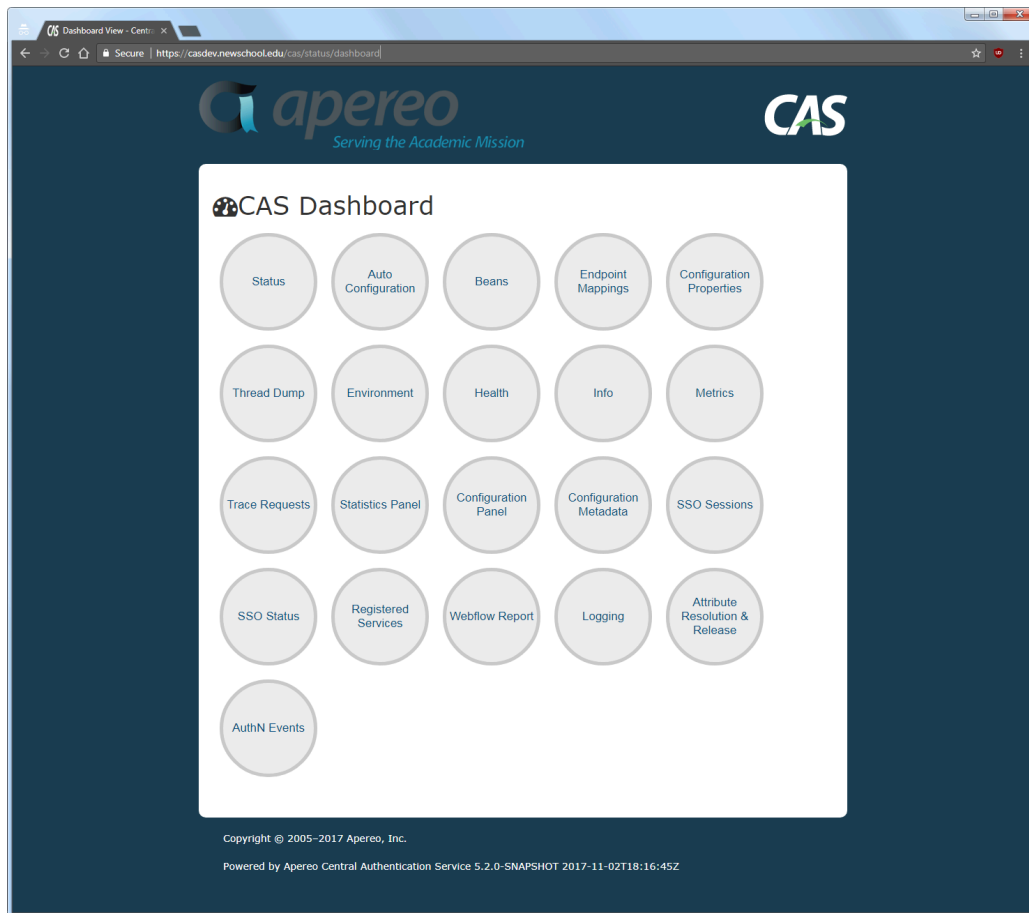 CAS Dashboard View - Centra
Secure | https://casdev.newschool.edu/cas/status/dashboard
apereo
Serving the Academic Mission
CAS
CAS Dashboard
Status
Auto
Configuration
Beans
Endpoint
Mappings
Configuration
Properties
Thread Dump
Environment
Health
Info
Metrics
Trace Requests
Statistics Panel
Configuration
Panel
Configuration
Metadata
SSO Sessions
SSO Status
Registered
Services
Webflow Report
Logging
Attribute
Resolution &
Release
AuthN Events
Copyright © 2005–2017 Apereo, Inc.
Powered by Apereo Central Authentication Service 5.2.0-SNAPSHOT 2017-11-02T18:16:45Z